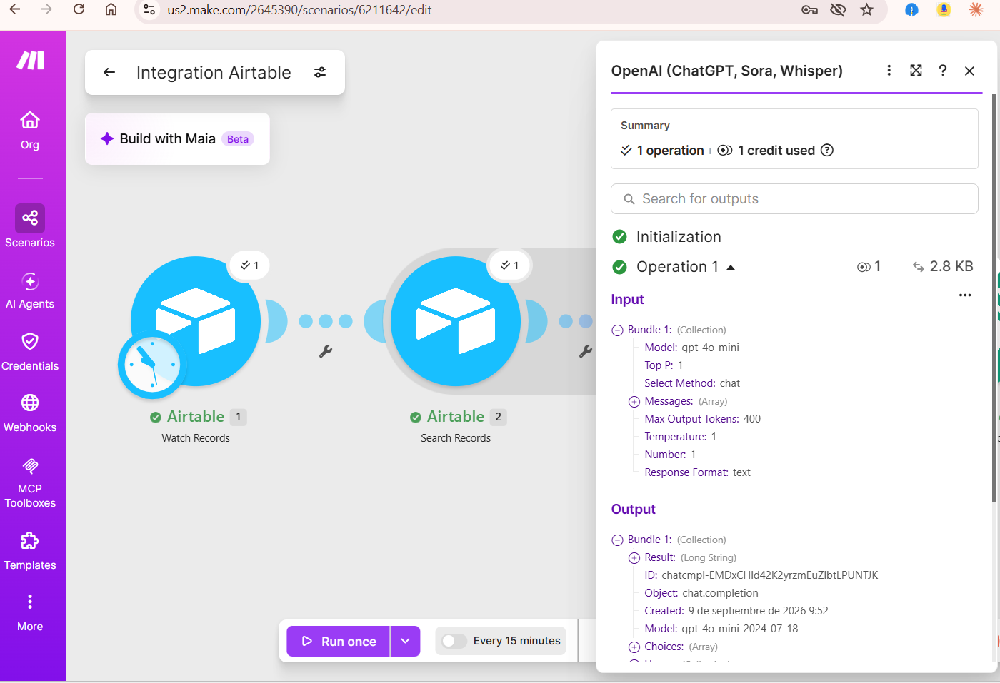 us2.make.com/2645390/scenarios/6211642/edit
Integration Airtable
Build with Maia Beta
Org
Scenarios
AI Agents
Credentials
Webhooks
MCP
Toolboxes
Templates
More
1
Airtable 1
Watch Records
1
Airtable 2
Search Records
Run once
Every 15 minutes
OpenAI (ChatGPT, Sora, Whisper)
Summary
1 operation
1 credit used
Search for outputs
Initialization
Operation 1
1
2.8 KB
Input
Bundle 1: (Collection)
Model: gpt-4o-mini
Top P: 1
Select Method: chat
Messages: (Array)
Max Output Tokens: 400
Temperature: 1
Number: 1
Response Format: text
Output
Bundle 1: (Collection)
Result: (Long String)
ID: chatcmpl-EMDxCHId42K2yrzmEuZIbtLPUNTJK
Object: chat.completion
Created: 9 de septiembre de 2026 9:52
Model: gpt-4o-mini-2024-07-18
Choices: (Array)